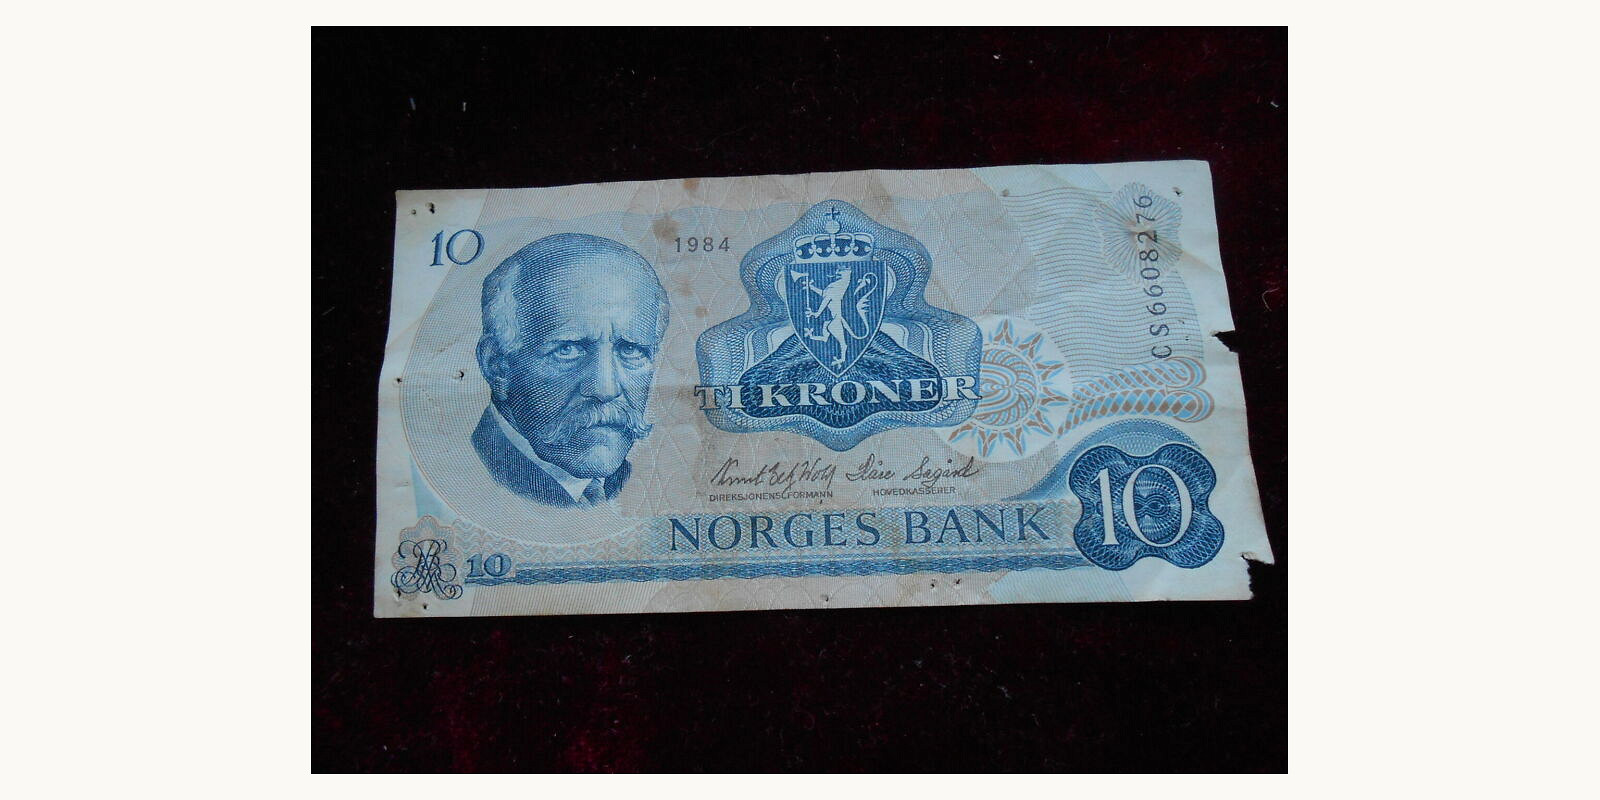 10
1984
CS6608276
TI KRONER
DIREKSJONENS FORMANN
HOVEDKASSERER
NORGES BANK
10
10